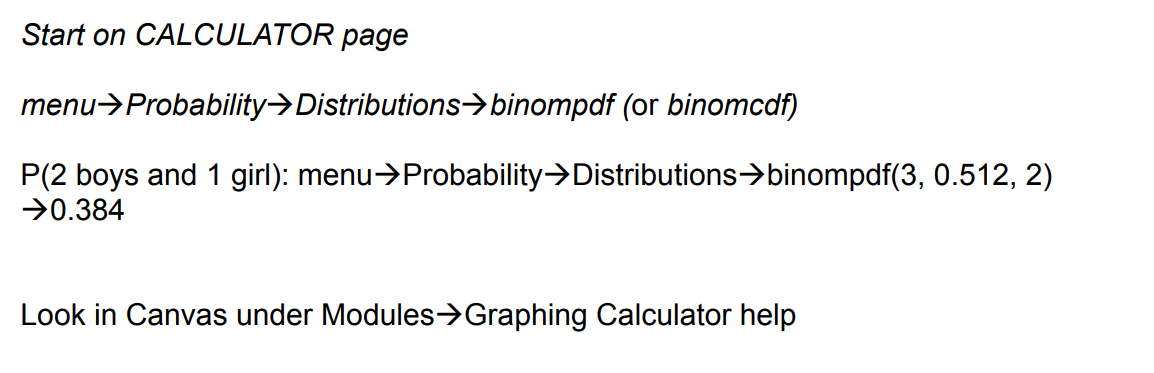 Start on CALCULATOR page
menu→Probability→Distributions→binompdf (or binomcdf)
P(2 boys and 1 girl): menu→Probability→Distributions→binompdf(3, 0.512, 2)
→0.384
Look in Canvas under Modules→Graphing Calculator help